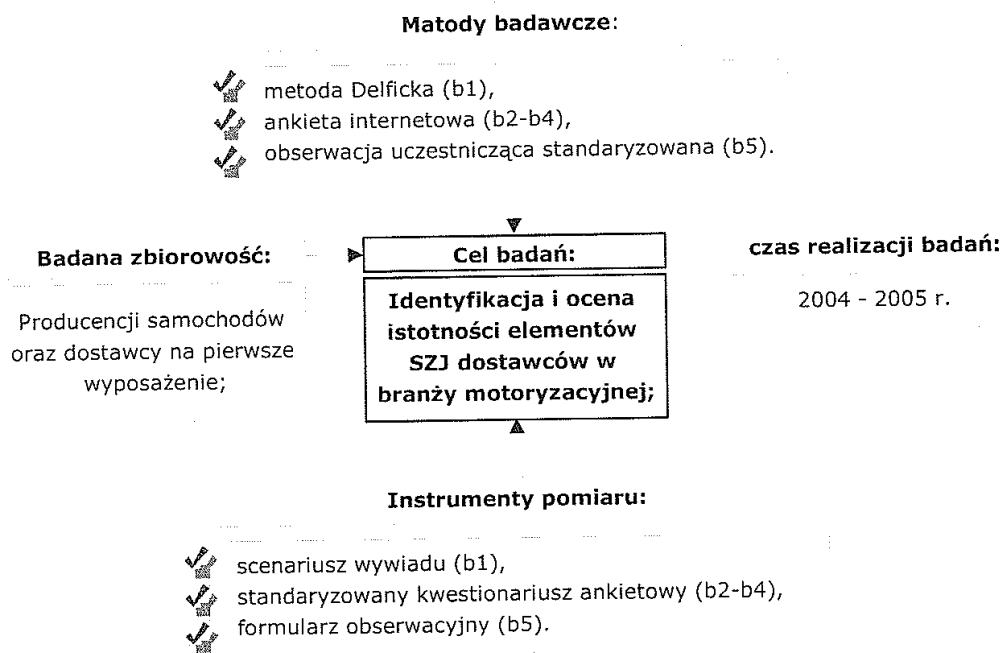 Matody badawcze:
metoda Delficka (b1),
ankieta internetowa (b2-b4),
obserwacja uczestnicząca standaryzowana (b5).
Badana zbiorowość:
Producencji samochodów
oraz dostawcy na pierwsze
wyposażenie;
Cel badań:
Identyfikacja i ocena
istotności elementów
SZJ dostawców w
branży motoryzacyjnej;
czas realizacji badań:
2004 - 2005 r.
Instrumenty pomiaru:
scenariusz wywiadu (b1),
standaryzowany kwestionariusz ankietowy (b2-b4),
formularz obserwacyjny (b5).